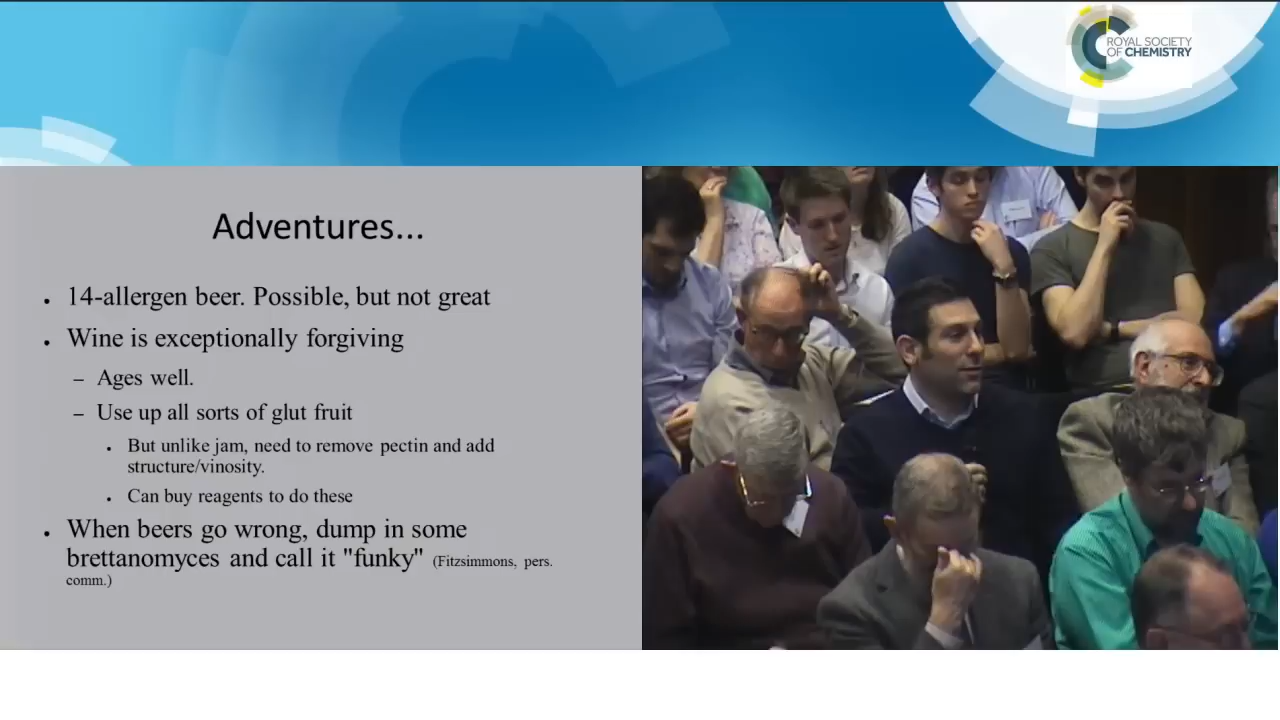 ROYAL SOCIETY
OF CHEMISTRY
Adventures...
• 14-allergen beer. Possible, but not great
• Wine is exceptionally forgiving
– Ages well.
– Use up all sorts of glut fruit
• But unlike jam, need to remove pectin and add
structure/vinosity.
• Can buy reagents to do these
• When beers go wrong, dump in some
brettanomyces and call it "funky" (Fitzsimmons, pers.
comm.)